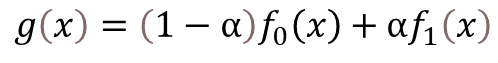 g(x) = (1 − α)f₀(x) + αf₁(x)